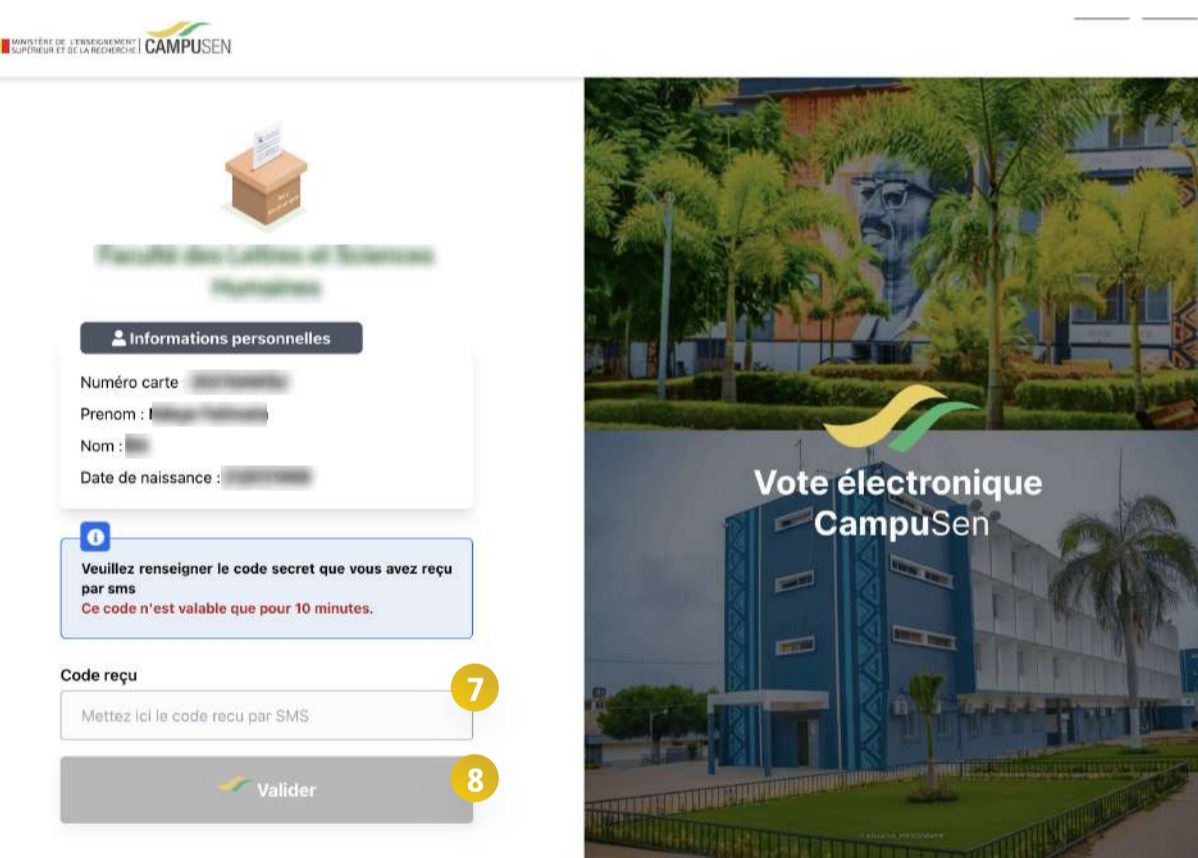 MINISTÈRE DE L'ENSEIGNEMENT
SUPÉRIEUR ET DE LA RECHERCHE
CAMPUSEN
Informations personnelles
Numéro carte :
Prenom :
Nom :
Date de naissance :
Veuillez renseigner le code secret que vous avez reçu
par sms
Ce code n'est valable que pour 10 minutes.
Code reçu
7
Mettez ici le code recu par SMS
Valider
8
Vote électronique
CampuSen